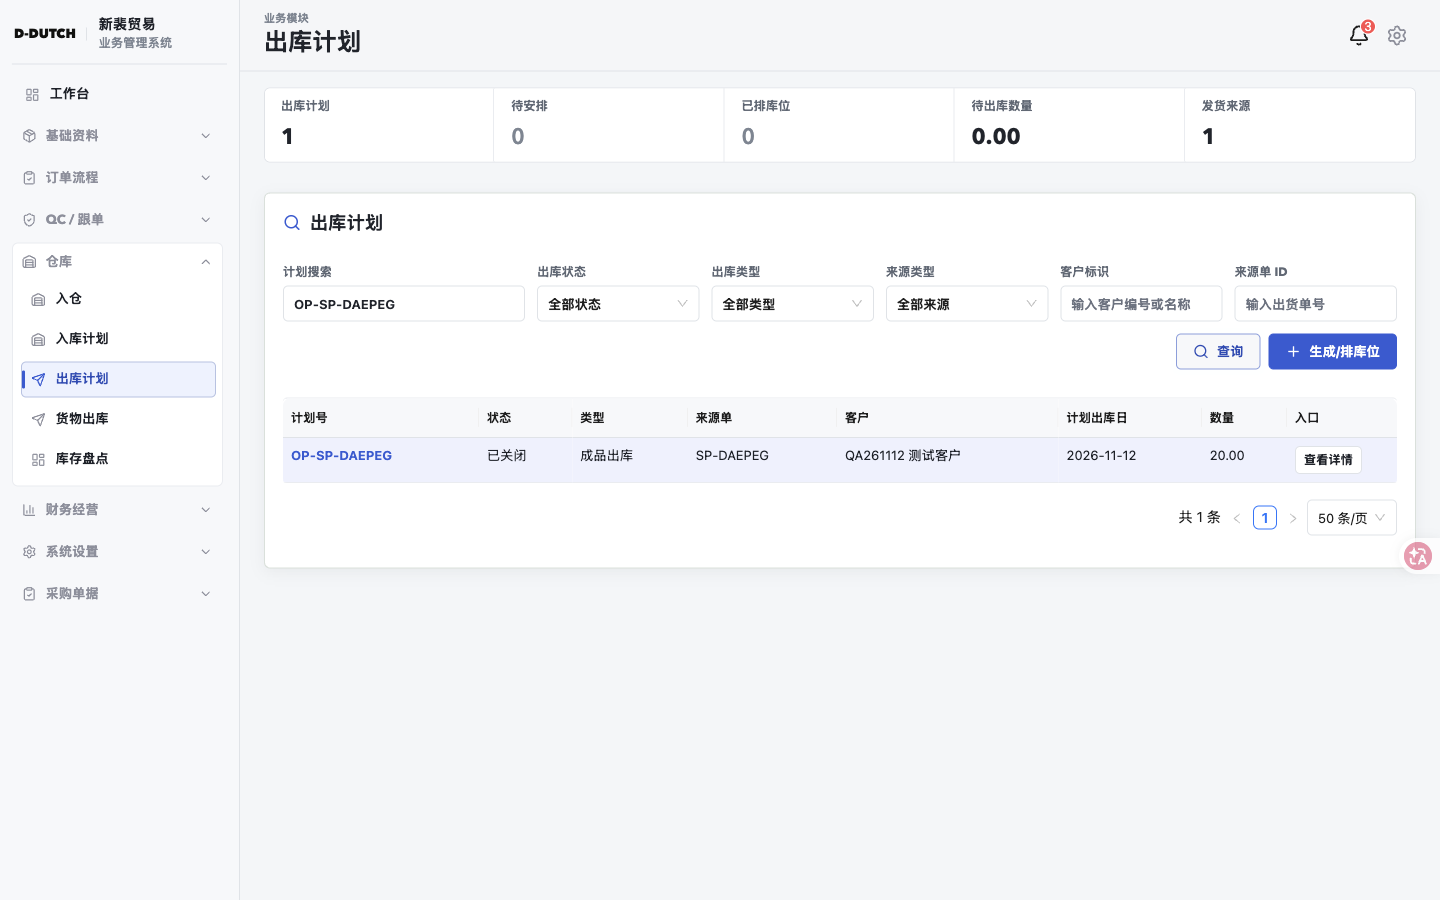 D-DUTCH
新裝贸易
业务管理系统
工作台
基础资料
订单流程
QC / 跟单
仓库
入仓
入库计划
出库计划
货物出库
库存盘点
财务经营
系统设置
采购单据
业务模块
出库计划
3
出库计划
1
待安排
0
已排库位
0
待出库数量
0.00
发货来源
1
出库计划
计划搜索
OP-SP-DAEPEG
出库状态
全部状态
出库类型
全部类型
来源类型
全部来源
客户标识
输入客户编号或名称
来源单 ID
输入出货单号
查询
生成/排库位
计划号 状态 类型 来源单 客户 计划出库日 数量 入口
OP-SP-DAEPEG 已关闭 成品出库 SP-DAEPEG QA261112 测试客户 2026-11-12 20.00 查看详情
共 1 条 1 50 条/页